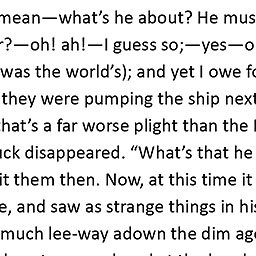 mean—what's he about? He mus
r?—oh! ah!—I guess so;—yes—o
was the world's); and yet I owe fo
they were pumping the ship next
hat's a far worse plight than the
ck disappeared. “What's that he
it them then. Now, at this time it
e, and saw as strange things in his
much lee-way adown the dim ag